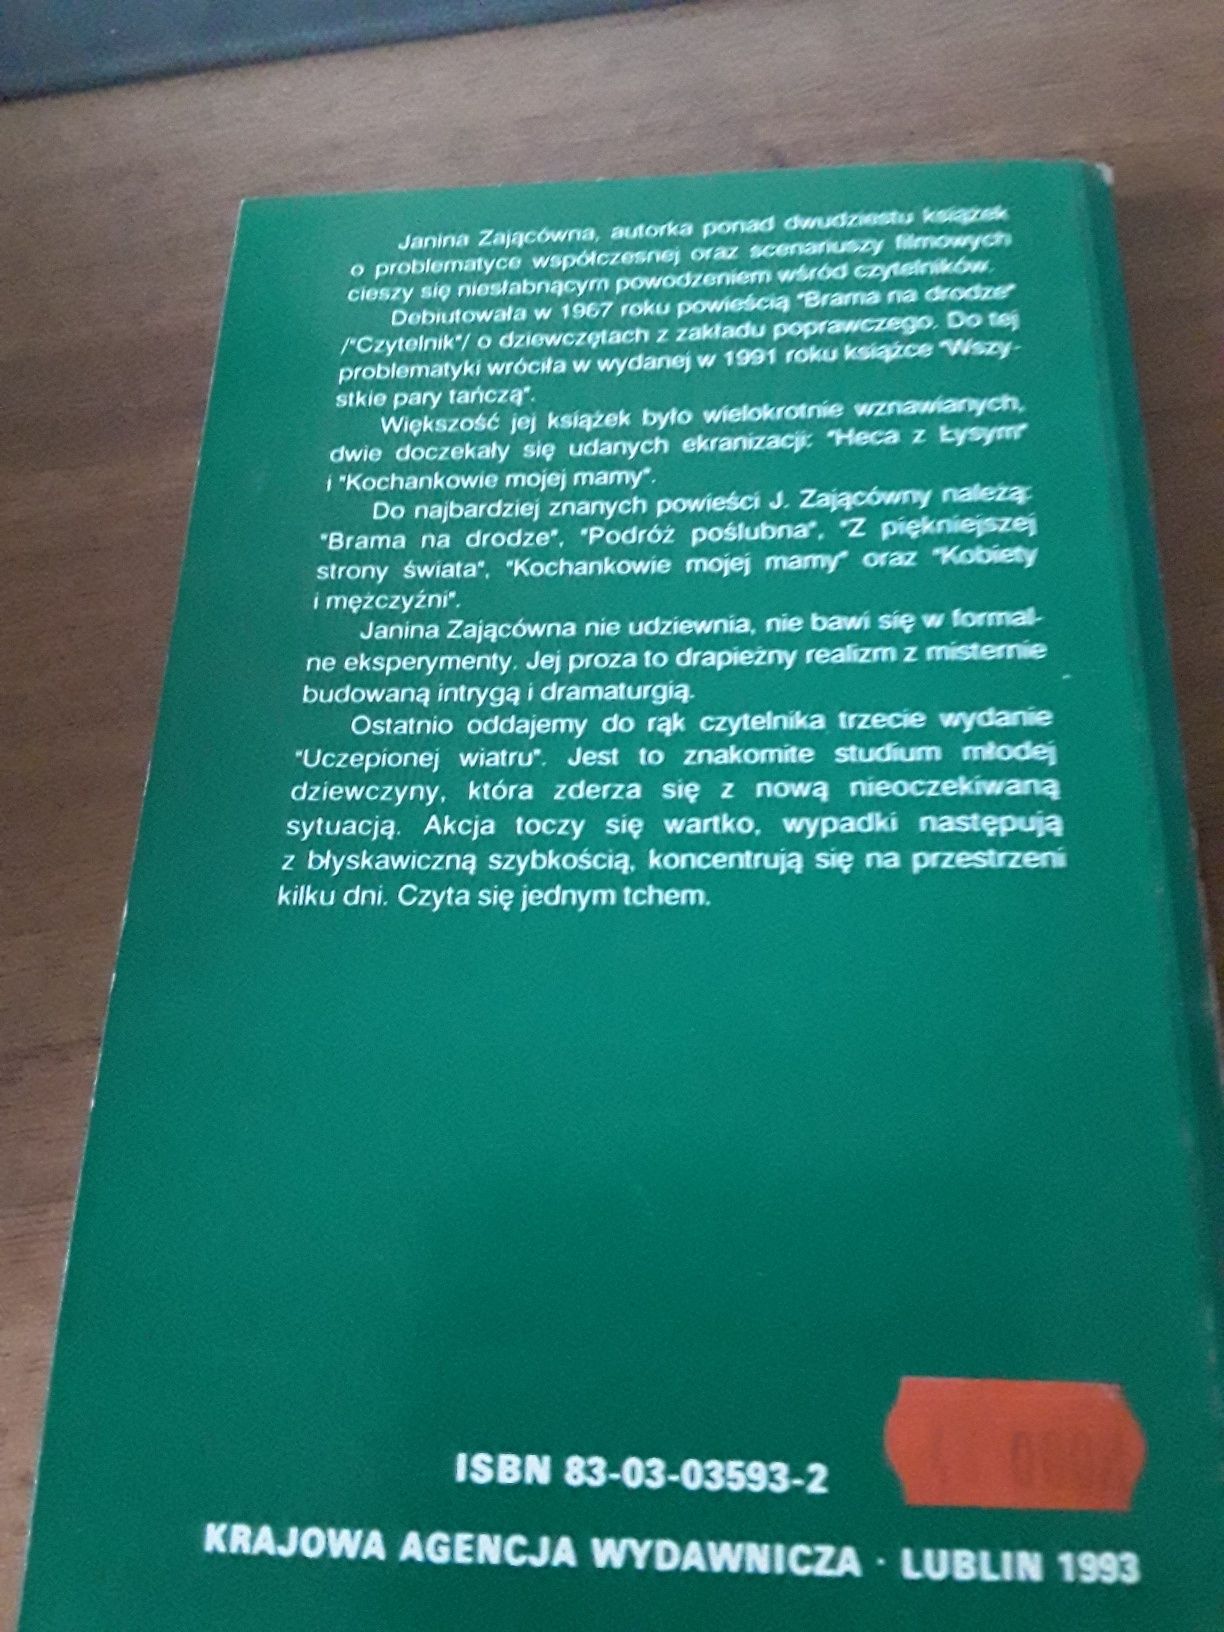 Janina Zającówna, autorka ponad dwudziestu książek
o problematyce współczesnej oraz scenariuszy filmowych
cieszy się niesłabnącym powodzeniem wśród czytelników.
Debiutowała w 1967 roku powieścią "Brama na drodze"
/"Czytelnik"/ o dziewczętach z zakładu poprawczego. Do tej
problematyki wróciła w wydanej w 1991 roku książce "Wszy-
stkie pary tańczą".
Większość jej książek było wielokrotnie wznawianych,
dwie doczekały się udanych ekranizacji: "Heca z Łysym"
i "Kochankowie mojej mamy".
Do najbardziej znanych powieści J. Zającówny należą:
"Brama na drodze", "Podróż poślubna", "Z piękniejszej
strony świata", "Kochankowie mojej mamy" oraz "Kobiety
i mężczyźni".
Janina Zającówna nie udziewnia, nie bawi się w formal-
ne eksperymenty. Jej proza to drapieżny realizm z misternie
budowaną intrygą i dramaturgią.
Ostatnio oddajemy do rąk czytelnika trzecie wydanie
"Uczepionej wiatru". Jest to znakomite studium młodej
dziewczyny, która zderza się z nową nieoczekiwaną
sytuacją. Akcja toczy się wartko, wypadki następują
z błyskawiczną szybkością, koncentrują się na przestrzeni
kilku dni. Czyta się jednym tchem.
ISBN 83-03-03593-2
KRAJOWA AGENCJA WYDAWNICZA · LUBLIN 1993